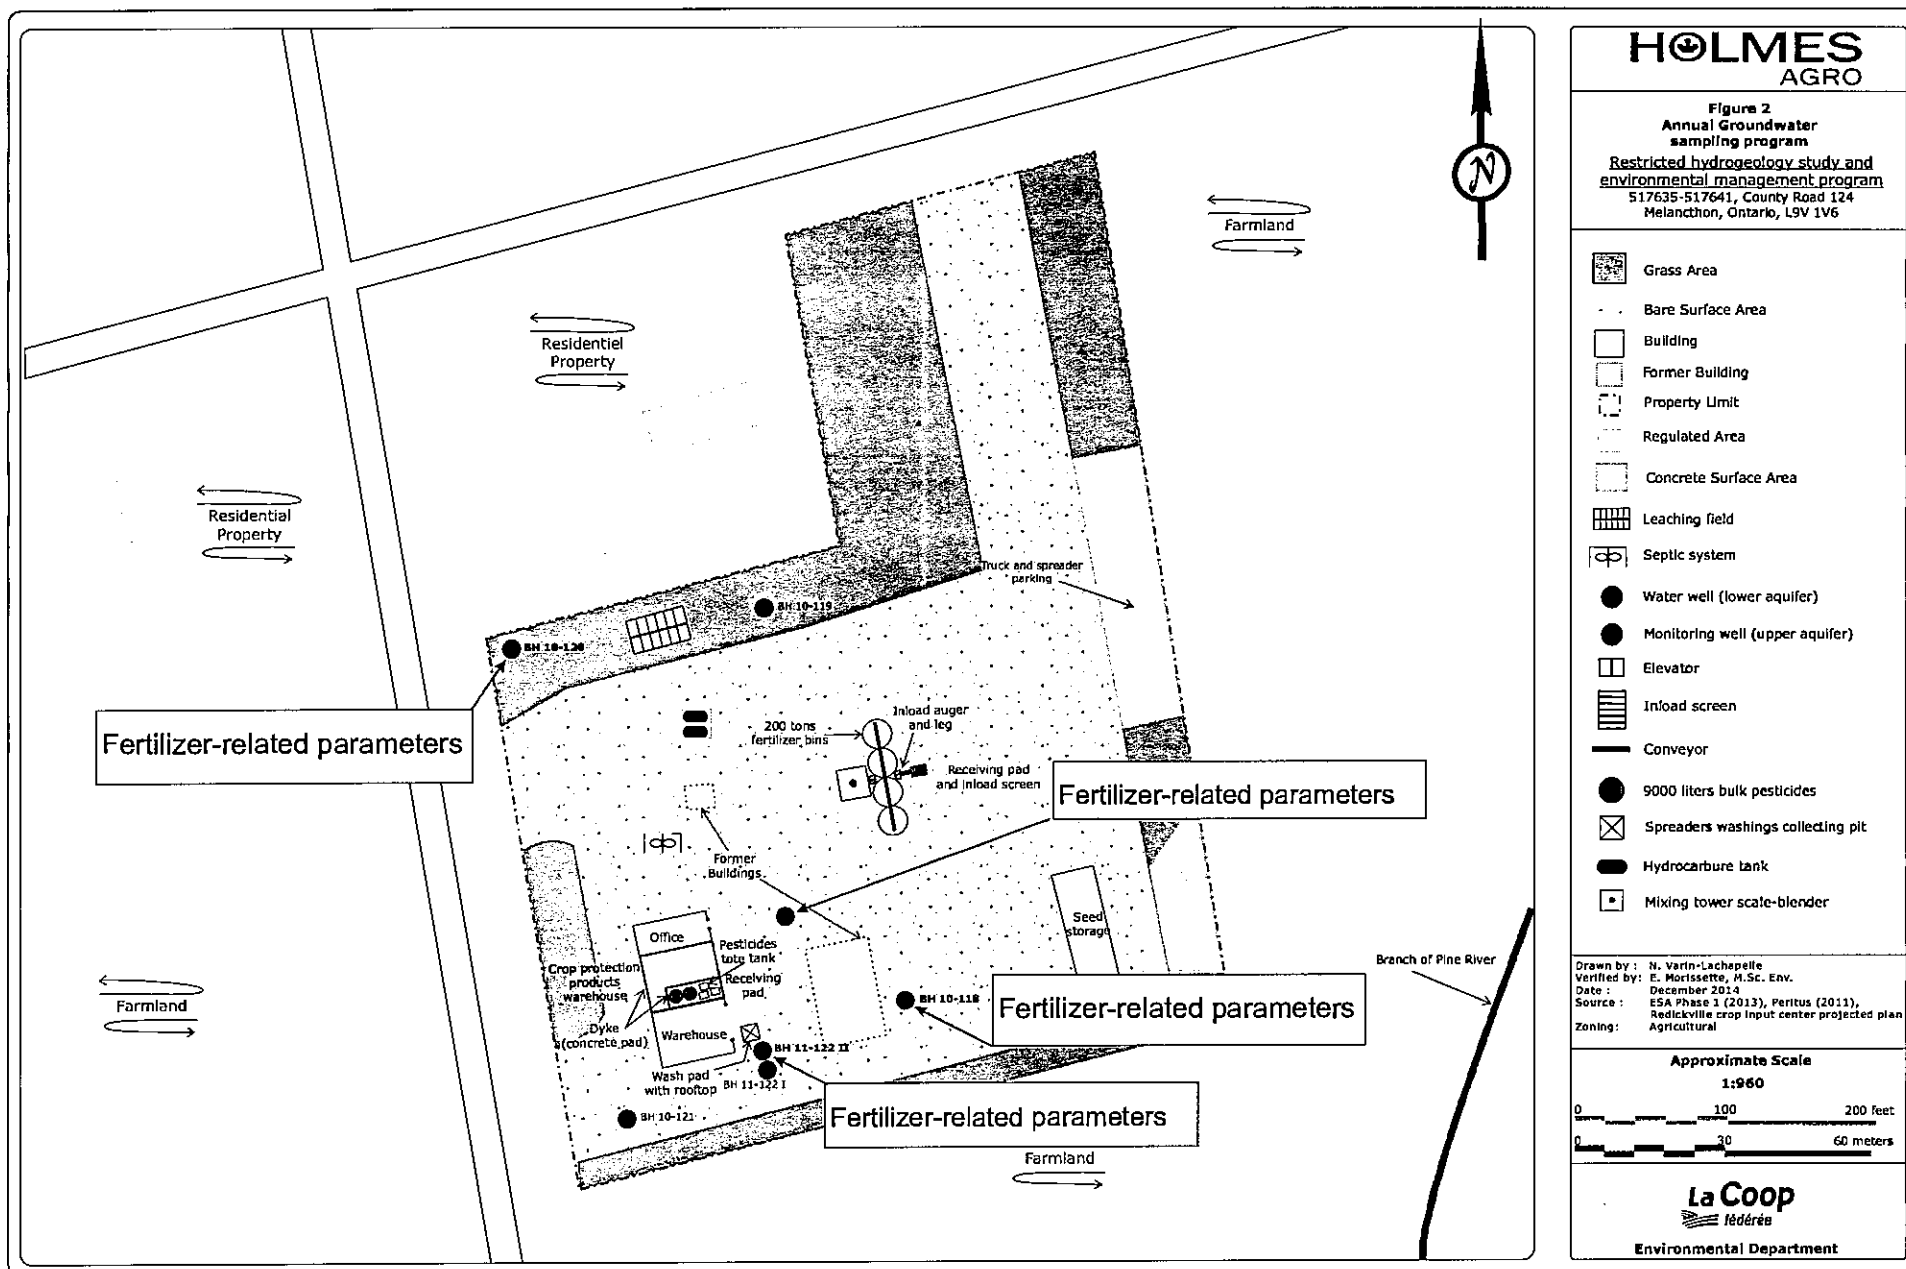 HOLMES
AGRO
Figure 2
Annual Groundwater
sampling program
Restricted hydrogeology study and
environmental management program
517635-517641, County Road 124
Melancthon, Ontario, L9V 1V6
Grass Area
Bare Surface Area
Building
Former Building
Property Limit
Regulated Area
Concrete Surface Area
Leaching field
Septic system
Water well (lower aquifer)
Monitoring well (upper aquifer)
Elevator
Inload screen
Conveyor
9000 liters bulk pesticides
Spreaders washings collecting pit
Hydrocarbure tank
Mixing tower scale-blender
Drawn by : N. Varin-Lachapelle
Verified by: E. Morissette, M.Sc. Env.
Date : December 2014
Source : ESA Phase 1 (2013), Peritus (2011),
Redickville crop input center projected plan
Zoning: Agricultural
Approximate Scale
1:960
0 100 200 feet
0 30 60 meters
La Coop
fédérée
Environmental Department
N
Farmland
Residentiel
Property
Residential
Property
Truck and spreader
parking
BH 10-119
BH 10-120
Fertilizer-related parameters
200 tons
fertilizer bins
Inload auger
and leg
Receiving pad
and inload screen
Fertilizer-related parameters
Former
Buildings
Seed
storage
Office
Pesticides
tote tank
Crop protection
products
warehouse
Receiving
pad
Dyke
(concrete pad)
Warehouse
BH 10-118
Fertilizer-related parameters
BH 11-122 II
Wash pad
with rooftop
BH 11-122 I
BH 10-121
Fertilizer-related parameters
Branch of Pine River
Farmland
Farmland